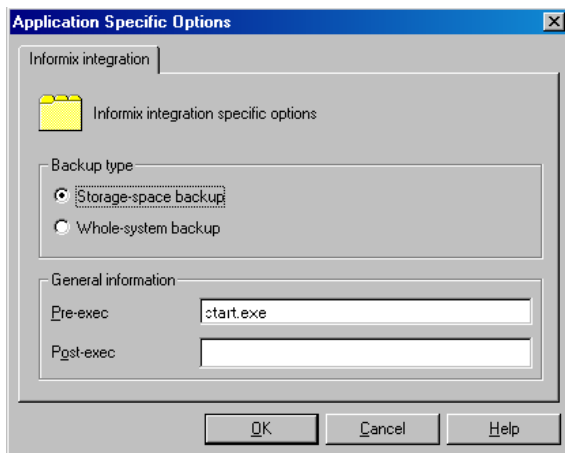 Application Specific Options
Informix integration
Informix integration specific options
Backup type
Storage-space backup
Whole-system backup
General information
Pre-exec
start.exe
Post-exec
OK
Cancel
Help